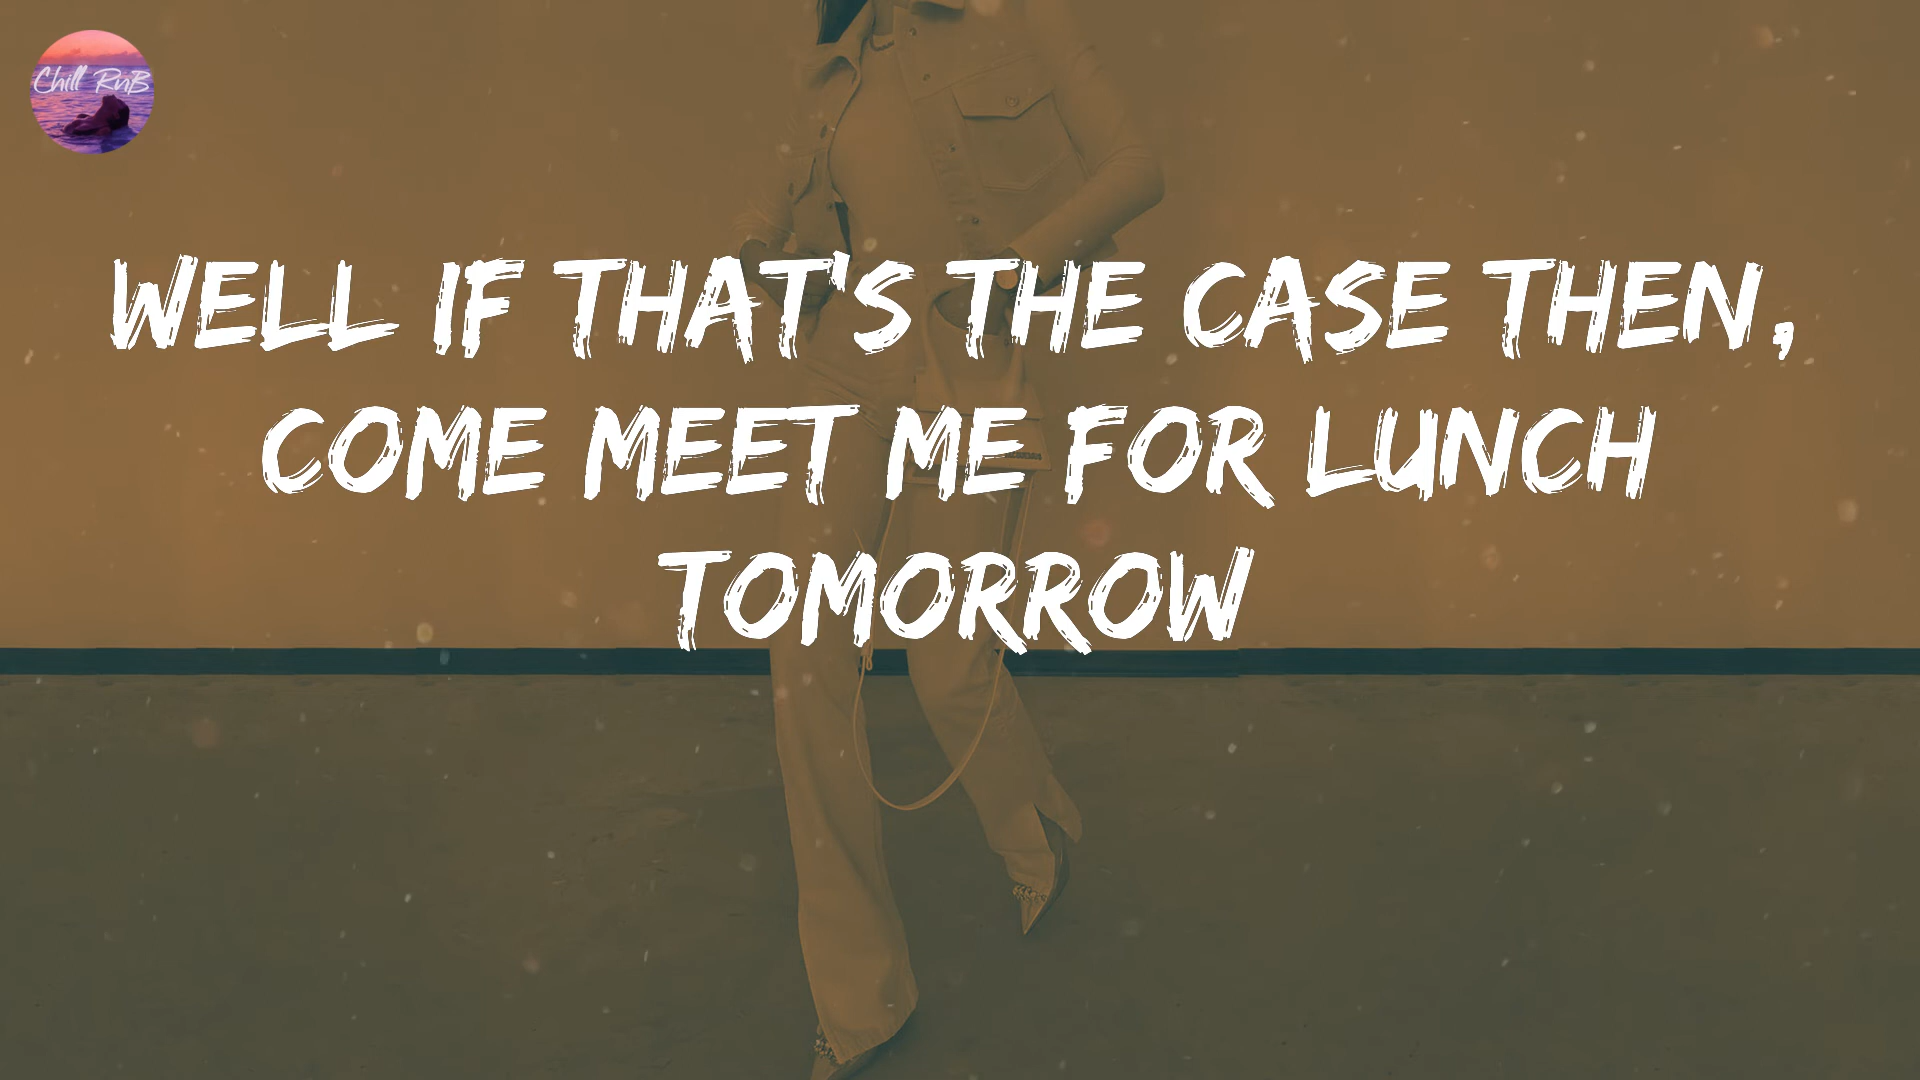 Chill RnB
WELL IF THAT'S THE CASE THEN,
COME MEET ME FOR LUNCH
TOMORROW